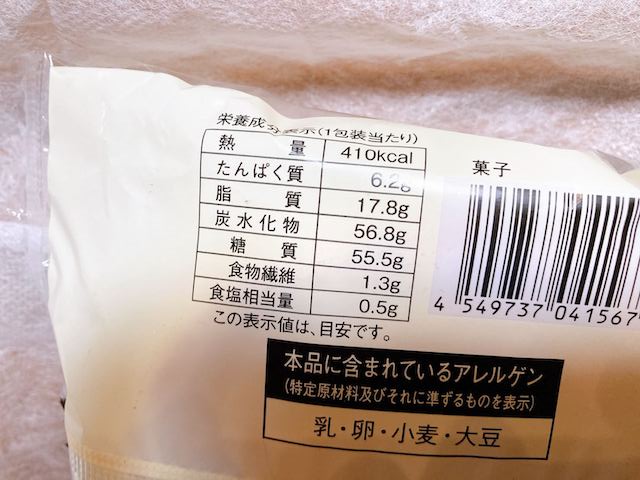 栄養成分表示(1包装当たり)
熱量 410kcal
たんぱく質 6.2g
脂質 17.8g
炭水化物 56.8g
糖質 55.5g
食物繊維 1.3g
食塩相当量 0.5g
この表示値は、目安です。
菓子
4 549737 041567
本品に含まれているアレルゲン
(特定原材料及びそれに準ずるものを表示)
乳・卵・小麦・大豆